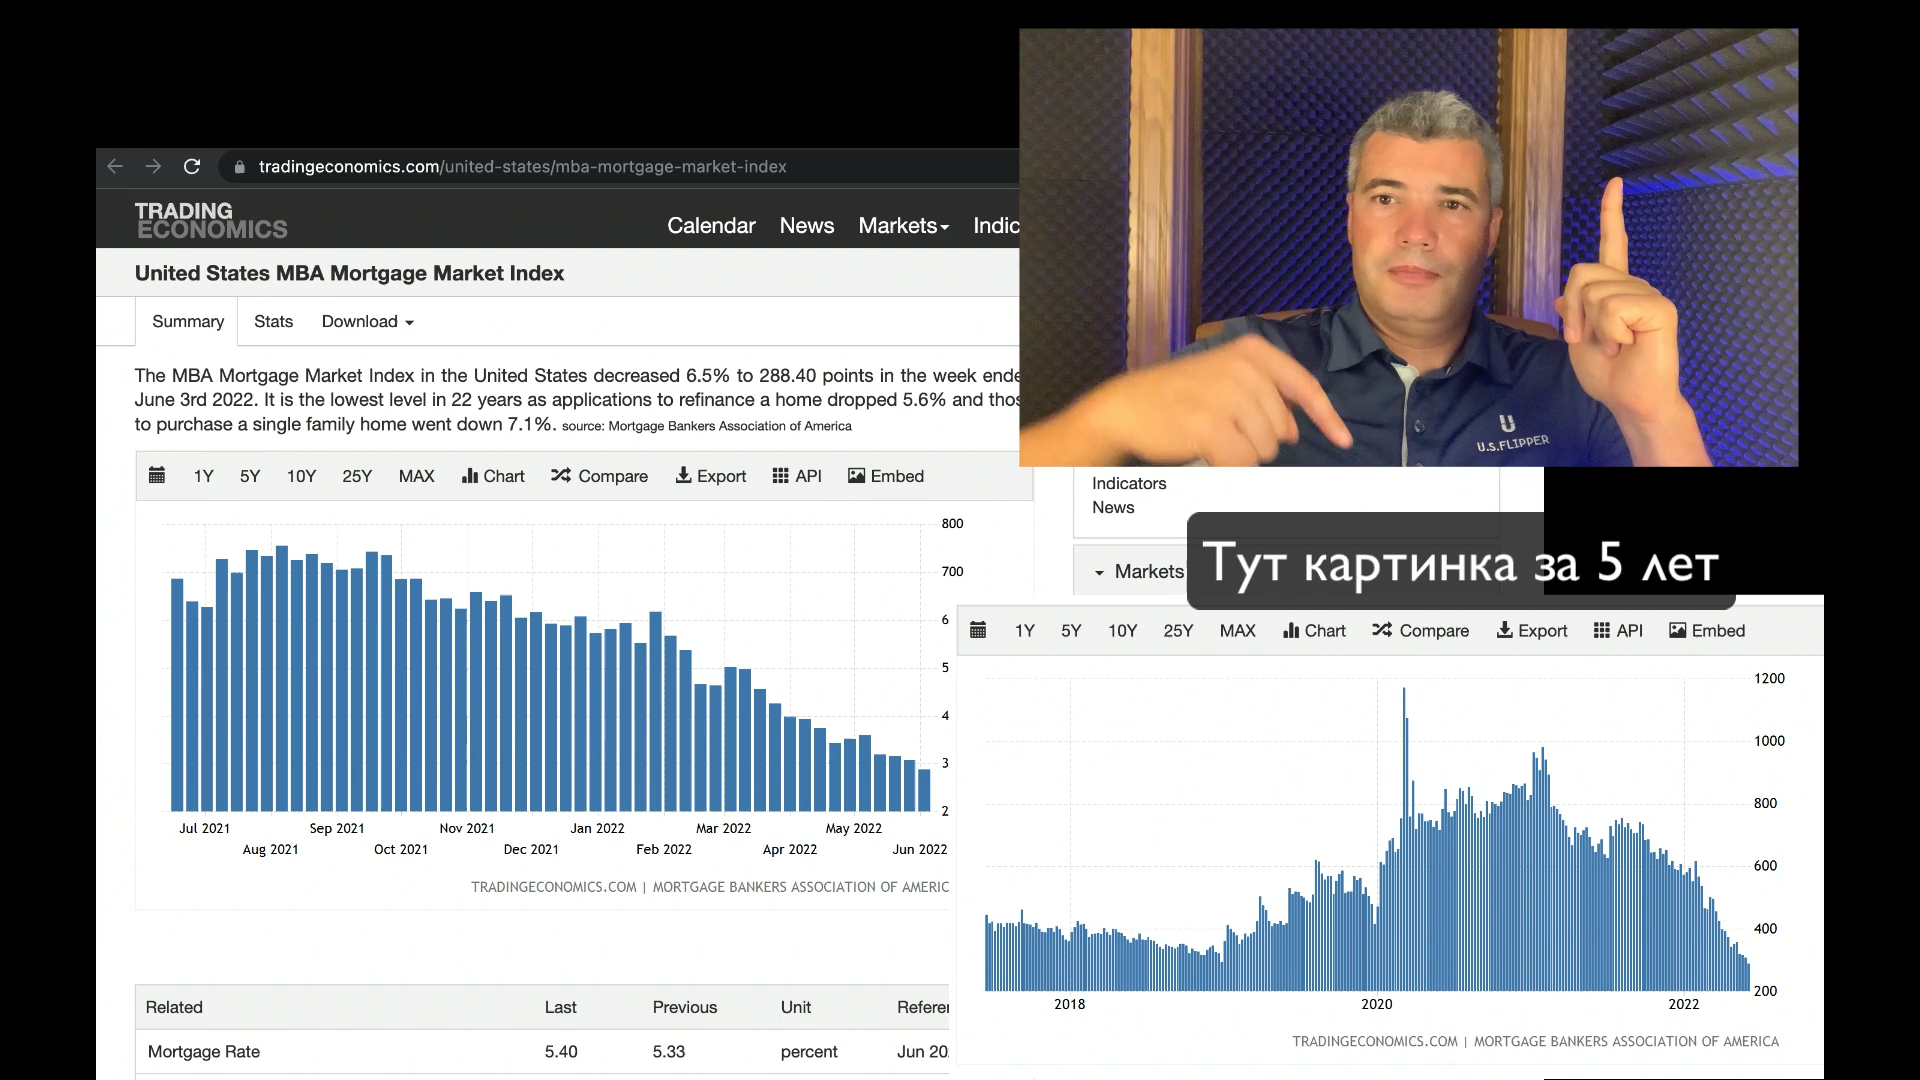 tradingeconomics.com/united-states/mba-mortgage-market-index
TRADING
ECONOMICS
Calendar News Markets Indic
United States MBA Mortgage Market Index
Summary Stats Download
The MBA Mortgage Market Index in the United States decreased 6.5% to 288.40 points in the week ende
June 3rd 2022. It is the lowest level in 22 years as applications to refinance a home dropped 5.6% and thos
to purchase a single family home went down 7.1%. source: Mortgage Bankers Association of America
1Y 5Y 10Y 25Y MAX Chart Compare Export API Embed
800
700
6
5
4
3
2
Jul 2021 Sep 2021 Nov 2021 Jan 2022 Mar 2022 May 2022
Aug 2021 Oct 2021 Dec 2021 Feb 2022 Apr 2022 Jun 2022
TRADINGECONOMICS.COM | MORTGAGE BANKERS ASSOCIATION OF AMERIC
Related Last Previous Unit Referen
Mortgage Rate 5.40 5.33 percent Jun 20
U
U.S.FLIPPER
Indicators
News
Markets
Тут картинка за 5 лет
1Y 5Y 10Y 25Y MAX Chart Compare Export API Embed
1200
1000
800
600
400
200
2018 2020 2022
TRADINGECONOMICS.COM | MORTGAGE BANKERS ASSOCIATION OF AMERICA